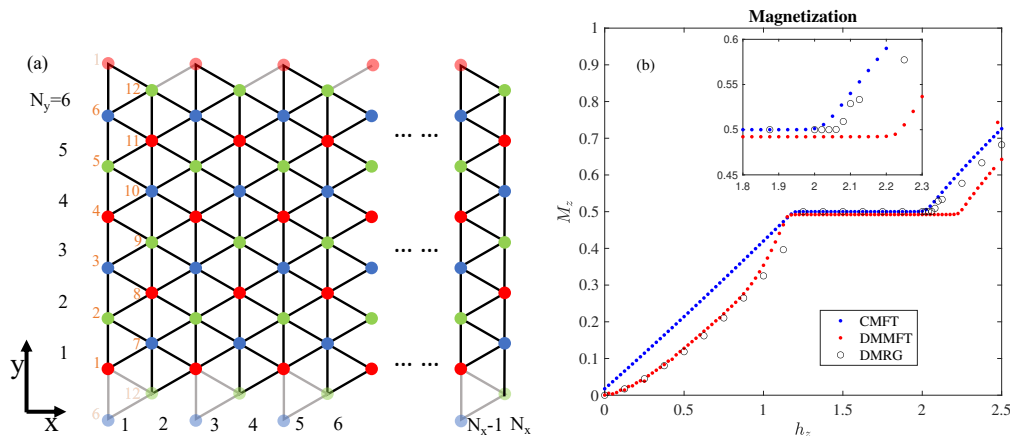 (a)
N_y=6
5
4
3
2
1
1
6
5
4
3
2
1
6
12
11
10
9
8
7
12
... ...
... ...
... ...
y
x
1 2 3 4 5 6 N_x-1 N_x
Magnetization
(b)
M_z
1
0.9
0.8
0.7
0.6
0.5
0.4
0.3
0.2
0.1
0
0 0.5 1 1.5 2 2.5
h_z
0.6
0.55
0.5
0.45
1.8 1.9 2 2.1 2.2 2.3
CMFT
DMMFT
DMRG